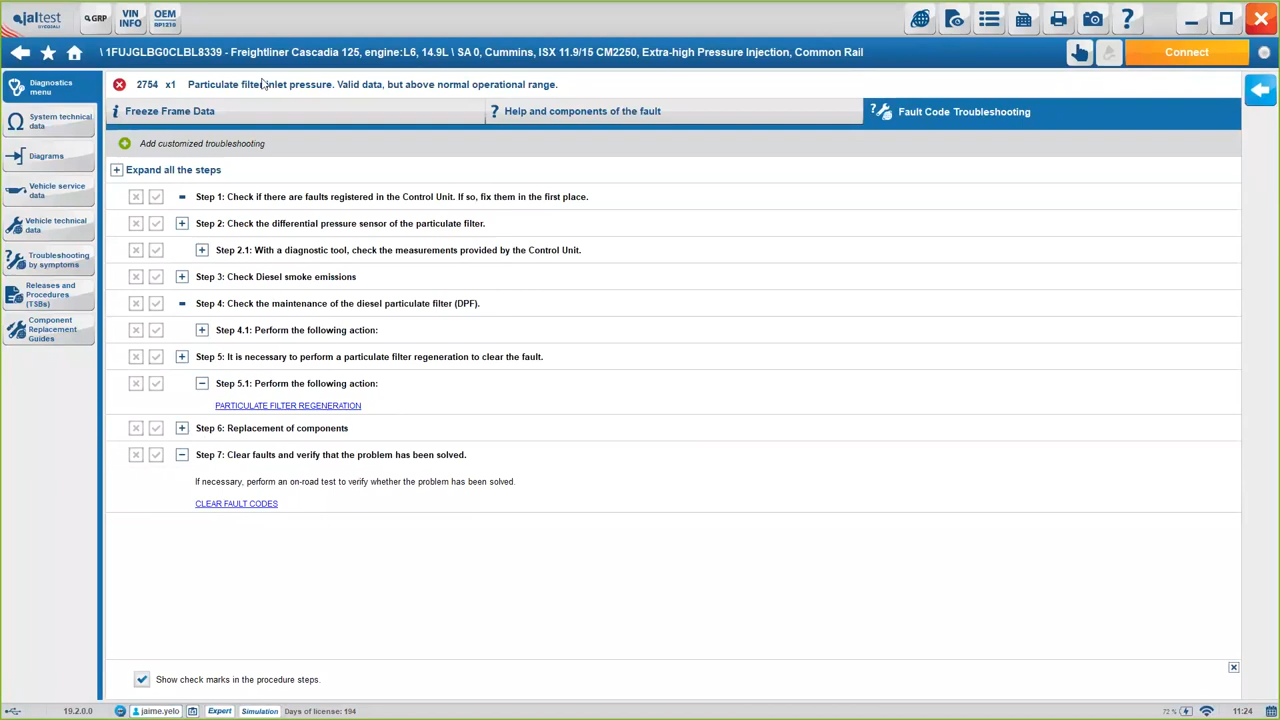 jaltest
BY COJALI
GRP
VIN
INFO
OEM
RP1210
\ 1FUJGLBG0CLBL8339 - Freightliner Cascadia 125, engine:L6, 14.9L \ SA 0, Cummins, ISX 11.9/15 CM2250, Extra-high Pressure Injection, Common Rail
Connect
Diagnostics
menu
System technical
data
Diagrams
Vehicle service
data
Vehicle technical
data
Troubleshooting
by symptoms
Releases and
Procedures
(TSBs)
Component
Replacement
Guides
2754 x1 Particulate filter inlet pressure. Valid data, but above normal operational range.
Freeze Frame Data
Help and components of the fault
Fault Code Troubleshooting
Add customized troubleshooting
Expand all the steps
Step 1: Check if there are faults registered in the Control Unit. If so, fix them in the first place.
Step 2: Check the differential pressure sensor of the particulate filter.
Step 2.1: With a diagnostic tool, check the measurements provided by the Control Unit.
Step 3: Check Diesel smoke emissions
Step 4: Check the maintenance of the diesel particulate filter (DPF).
Step 4.1: Perform the following action:
Step 5: It is necessary to perform a particulate filter regeneration to clear the fault.
Step 5.1: Perform the following action:
PARTICULATE FILTER REGENERATION
Step 6: Replacement of components
Step 7: Clear faults and verify that the problem has been solved.
If necessary, perform an on-road test to verify whether the problem has been solved.
CLEAR FAULT CODES
Show check marks in the procedure steps.
19.2.0.0
jaime.yelo
Expert
Simulation
Days of license: 194
72 %
11:24